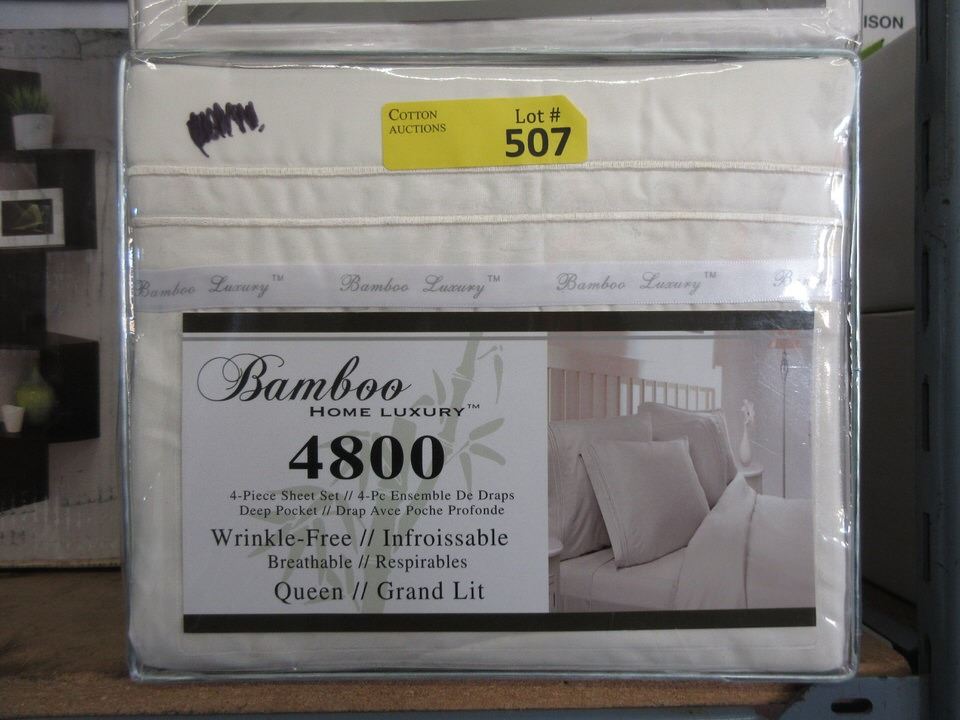 ISON
COTTON
AUCTIONS
Lot #
507
Bamboo Luxury™ Bamboo Luxury™ Bamboo Luxury™
Bamboo
HOME LUXURY™
4800
4-Piece Sheet Set // 4-Pc Ensemble De Draps
Deep Pocket // Drap Avce Poche Profonde
Wrinkle-Free // Infroissable
Breathable // Respirables
Queen // Grand Lit